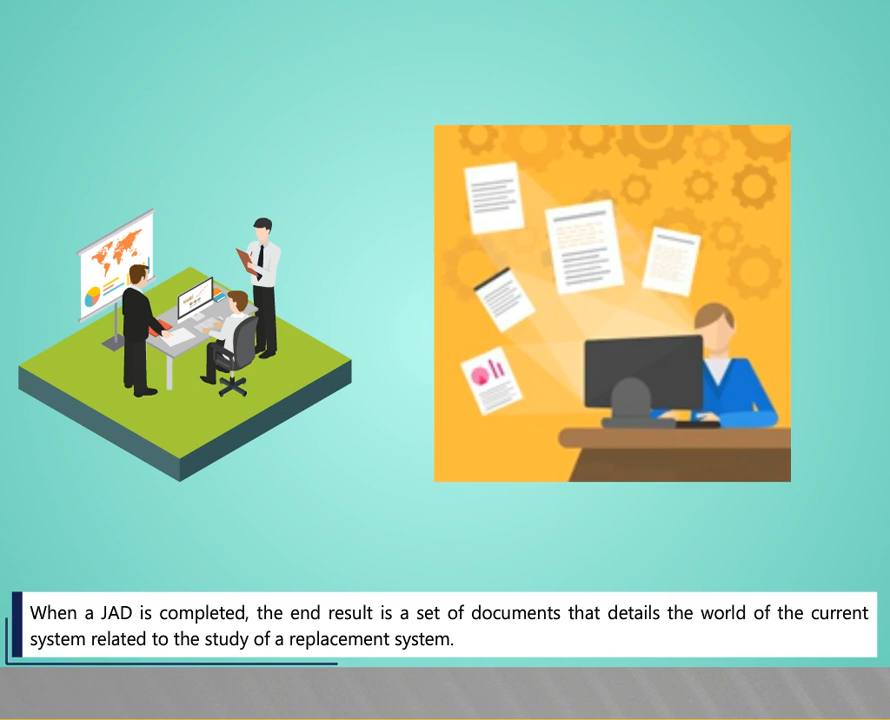 When a JAD is completed, the end result is a set of documents that details the world of the current
system related to the study of a replacement system.